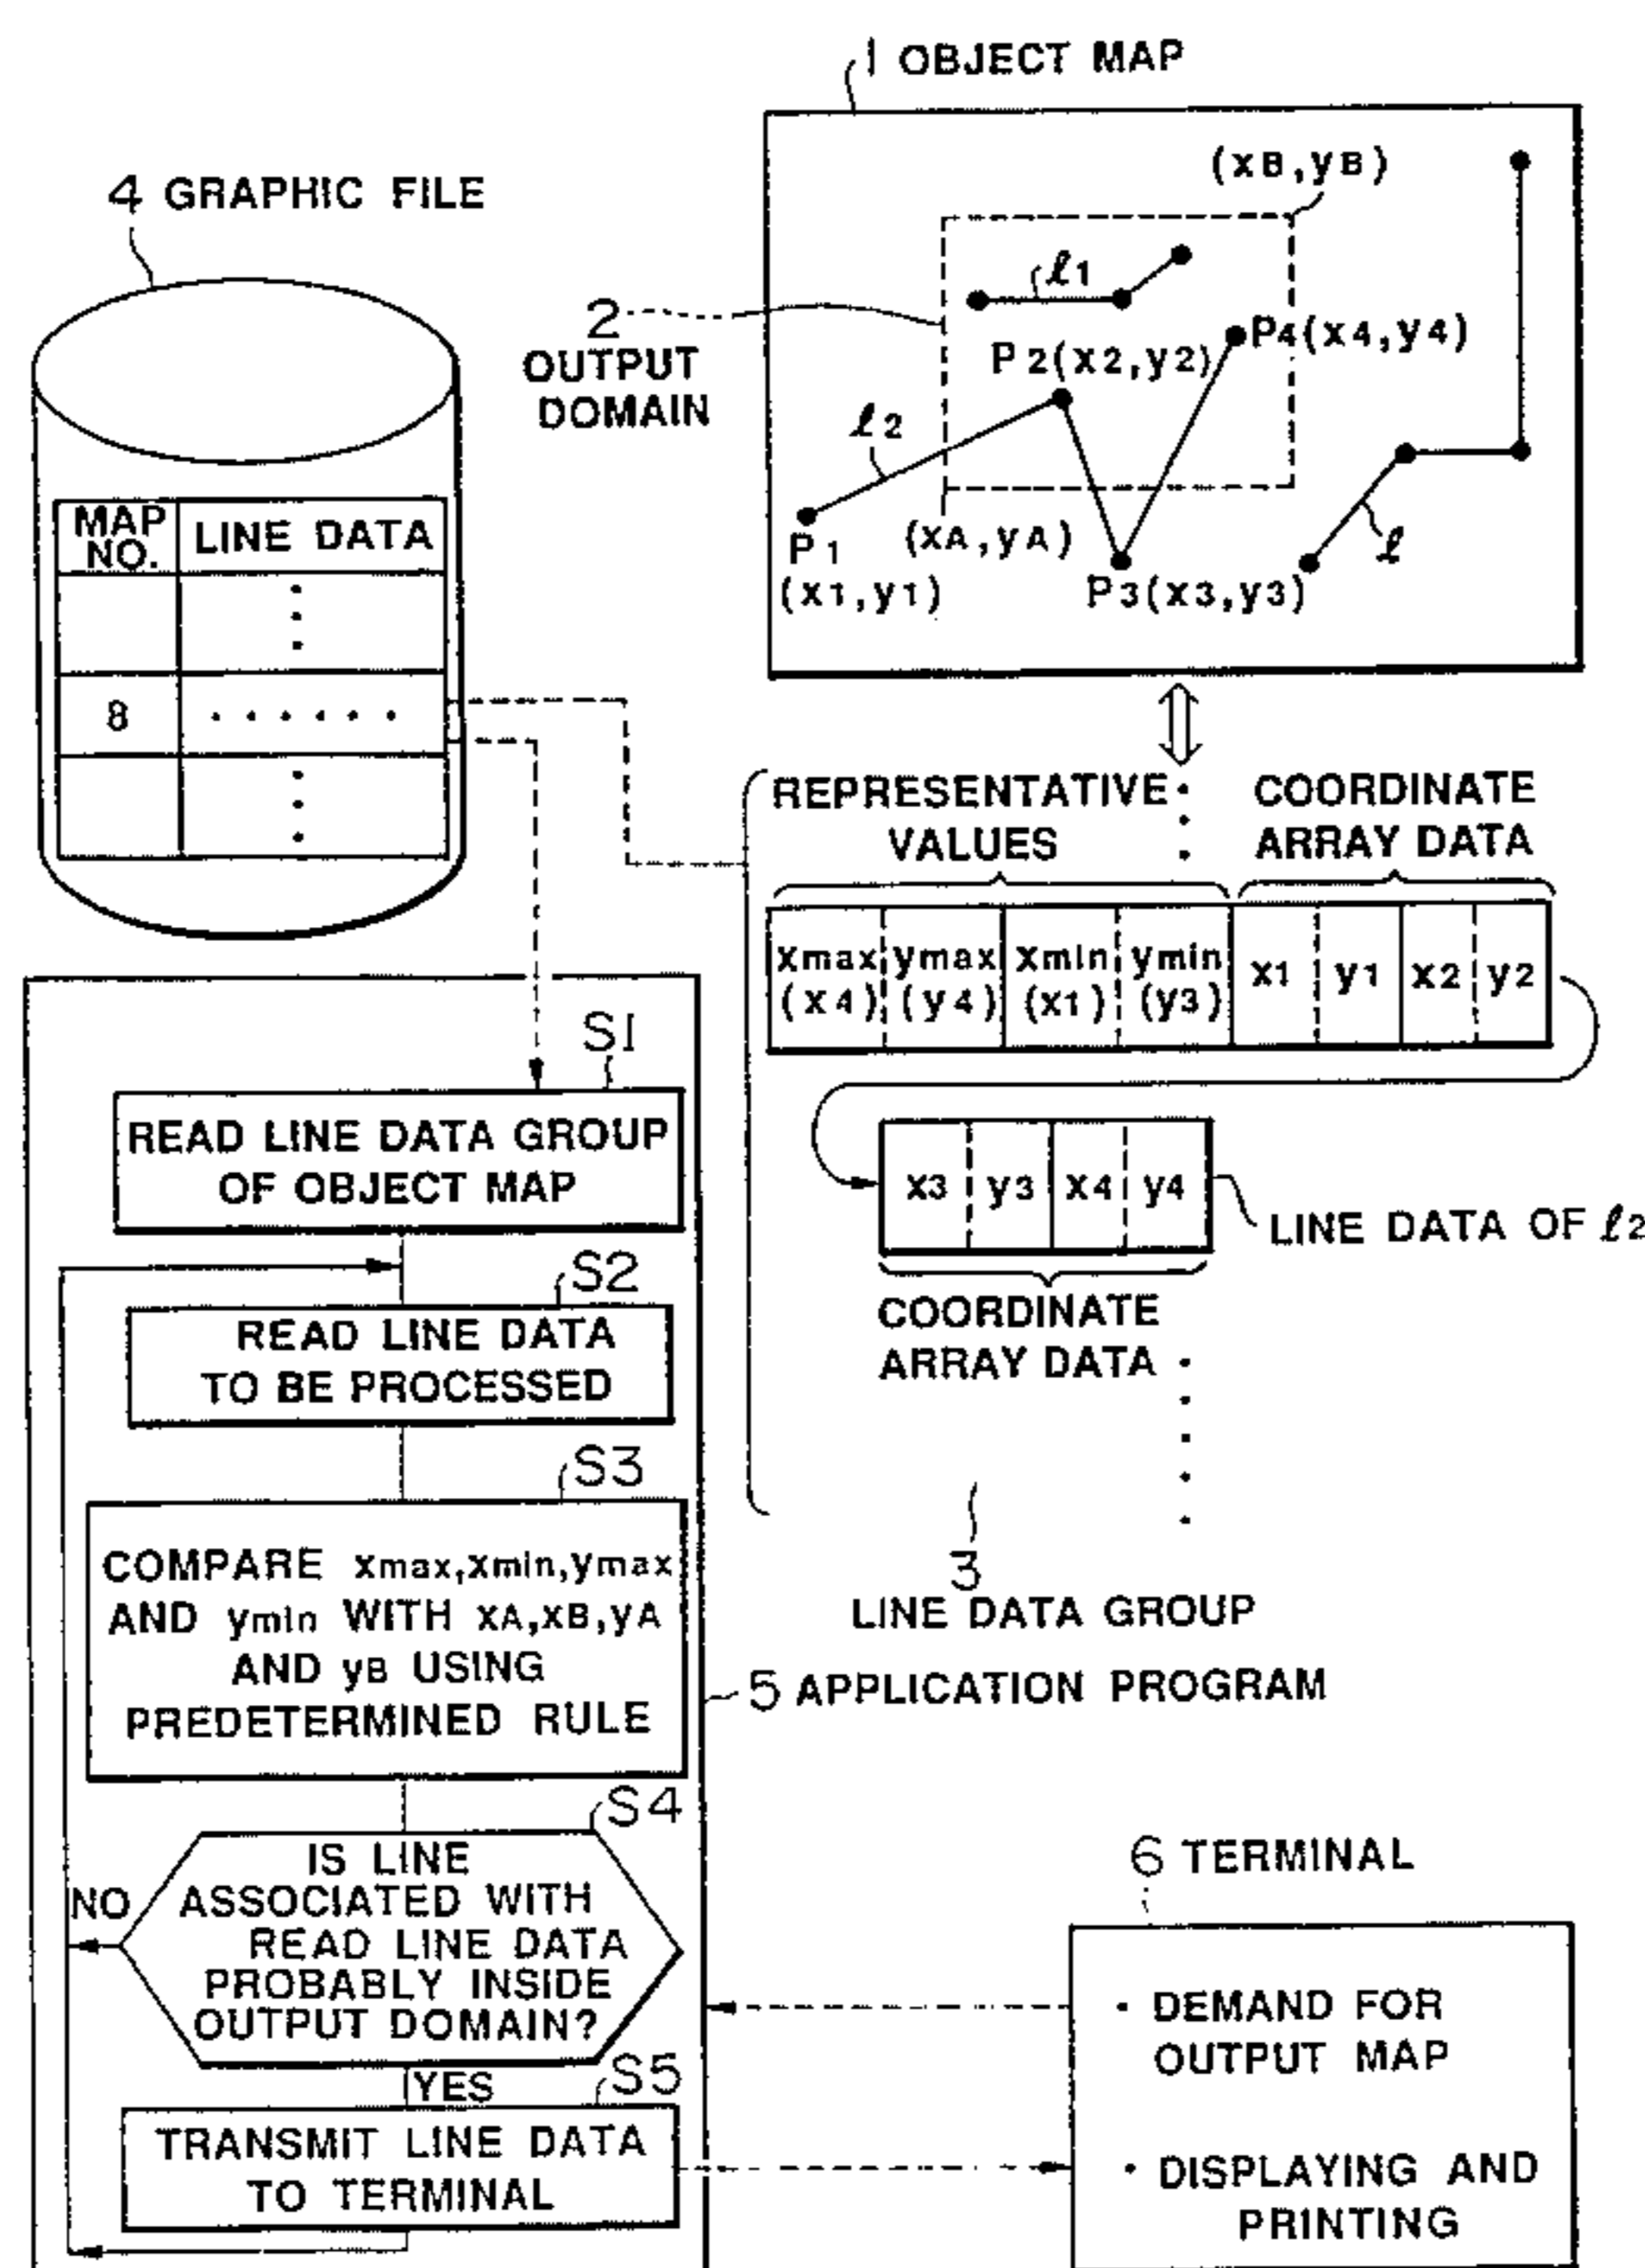 1 OBJECT MAP
(xB,yB)
4 GRAPHIC FILE
ℓ1
2
OUTPUT
DOMAIN
P2(x2,y2)
P4(x4,y4)
ℓ2
P1
(x1,y1)
(xA,yA)
P3(x3,y3)
ℓ
MAP
NO.
LINE DATA
8
REPRESENTATIVE
VALUES
COORDINATE
ARRAY DATA
xmax ymax xmin ymin x1 y1 x2 y2
(x4) (y4) (x1) (y3)
x3 y3 x4 y4
LINE DATA OF ℓ2
COORDINATE
ARRAY DATA
3
LINE DATA GROUP
5 APPLICATION PROGRAM
S1
READ LINE DATA GROUP
OF OBJECT MAP
S2
READ LINE DATA
TO BE PROCESSED
S3
COMPARE xmax,xmin,ymax
AND ymin WITH xA,xB,yA
AND yB USING
PREDETERMINED RULE
S4
IS LINE
ASSOCIATED WITH
READ LINE DATA
PROBABLY INSIDE
OUTPUT DOMAIN?
NO
YES
S5
TRANSMIT LINE DATA
TO TERMINAL
6 TERMINAL
· DEMAND FOR
OUTPUT MAP
· DISPLAYING AND
PRINTING